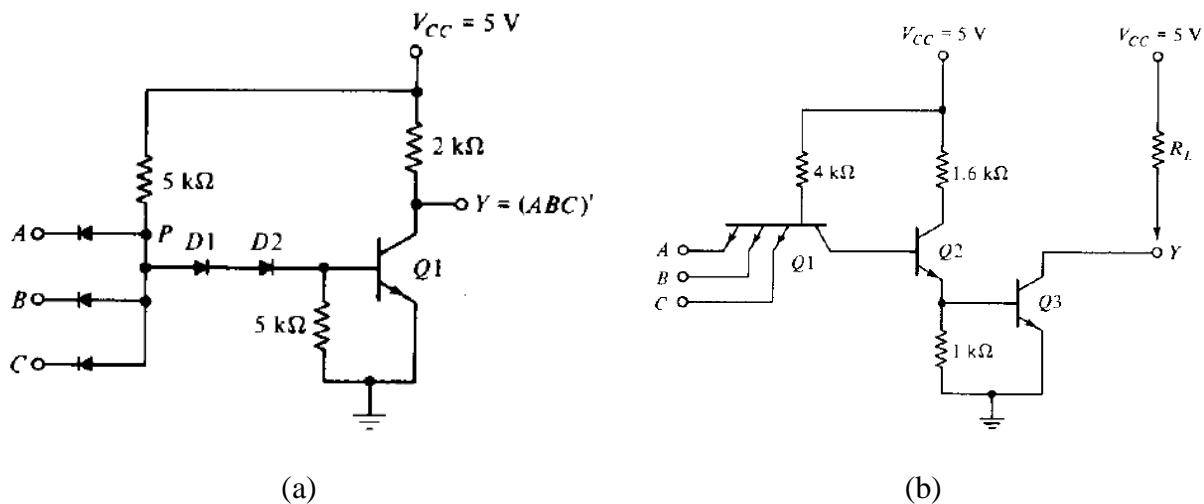 V_CC = 5 V
2 kΩ
5 kΩ
Y = (ABC)'
A
P
D1
D2
Q1
B
5 kΩ
C
(a)
V_CC = 5 V
V_CC = 5 V
R_L
4 kΩ
1.6 kΩ
A
B
C
Q1
Q2
Y
Q3
1 kΩ
(b)